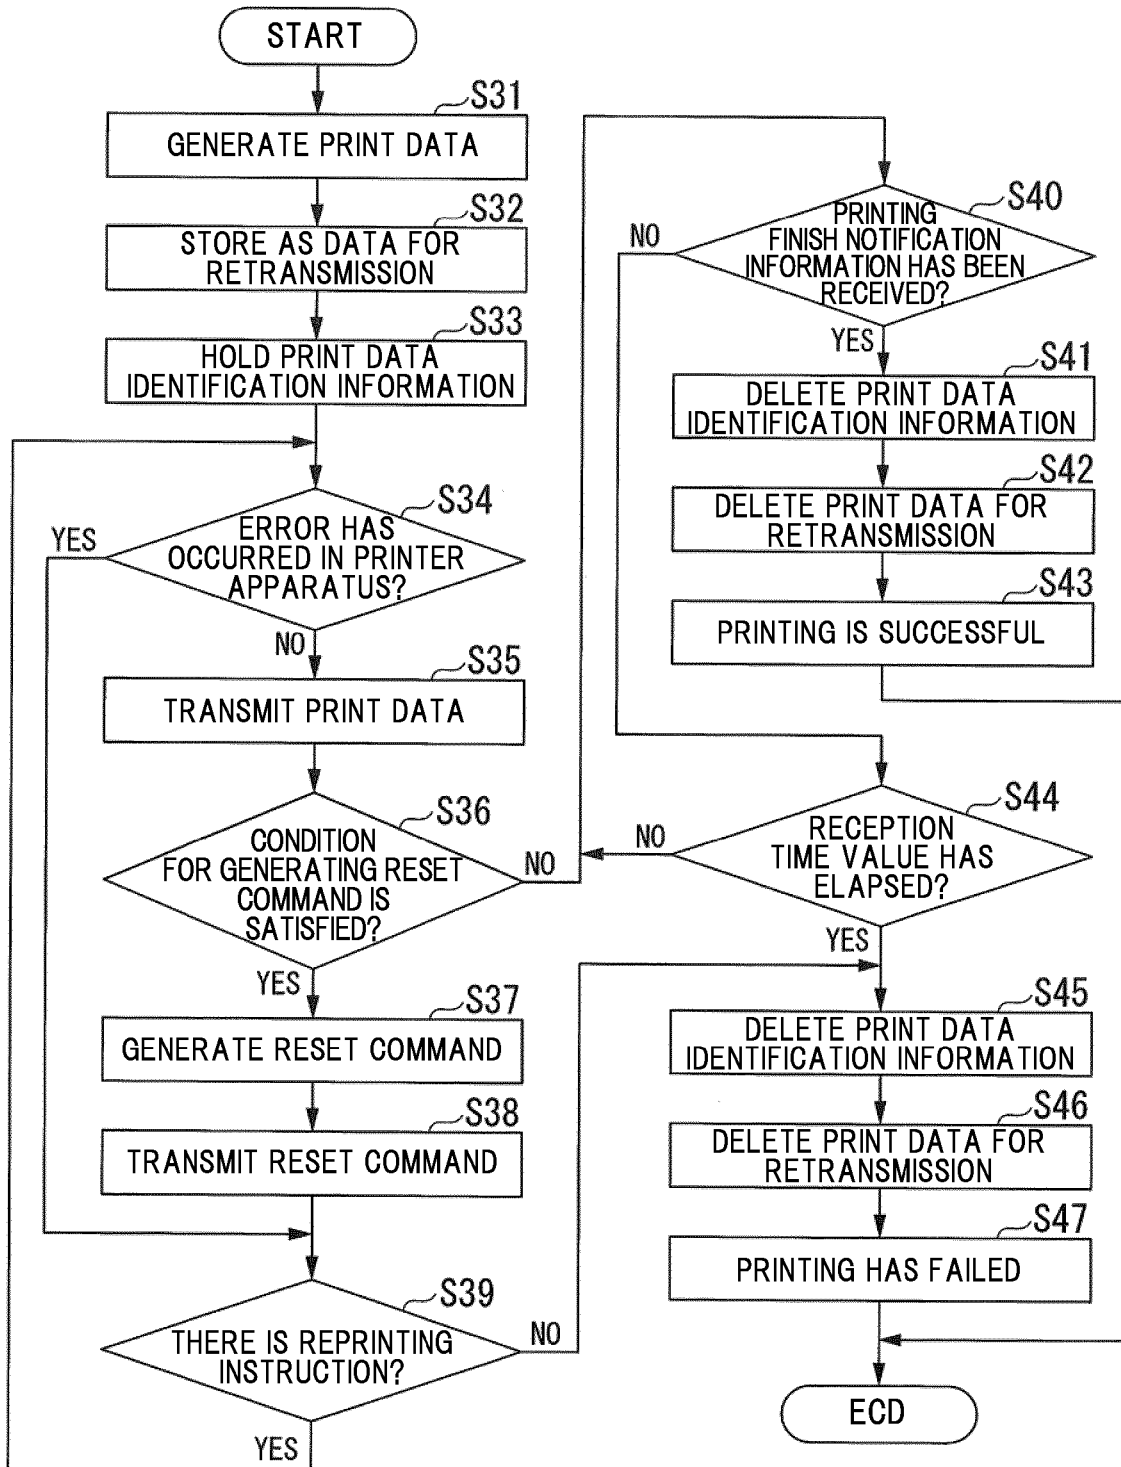 START
S31
GENERATE PRINT DATA
S32
STORE AS DATA FOR
RETRANSMISSION
S33
HOLD PRINT DATA
IDENTIFICATION INFORMATION
S34
ERROR HAS
OCCURRED IN PRINTER
APPARATUS?
YES
NO
S35
TRANSMIT PRINT DATA
S36
CONDITION
FOR GENERATING RESET
COMMAND IS
SATISFIED?
NO
YES
S37
GENERATE RESET COMMAND
S38
TRANSMIT RESET COMMAND
S39
THERE IS REPRINTING
INSTRUCTION?
NO
YES
S40
PRINTING
FINISH NOTIFICATION
INFORMATION HAS BEEN
RECEIVED?
NO
YES
S41
DELETE PRINT DATA
IDENTIFICATION INFORMATION
S42
DELETE PRINT DATA FOR
RETRANSMISSION
S43
PRINTING IS SUCCESSFUL
S44
RECEPTION
TIME VALUE HAS
ELAPSED?
NO
YES
S45
DELETE PRINT DATA
IDENTIFICATION INFORMATION
S46
DELETE PRINT DATA FOR
RETRANSMISSION
S47
PRINTING HAS FAILED
ECD